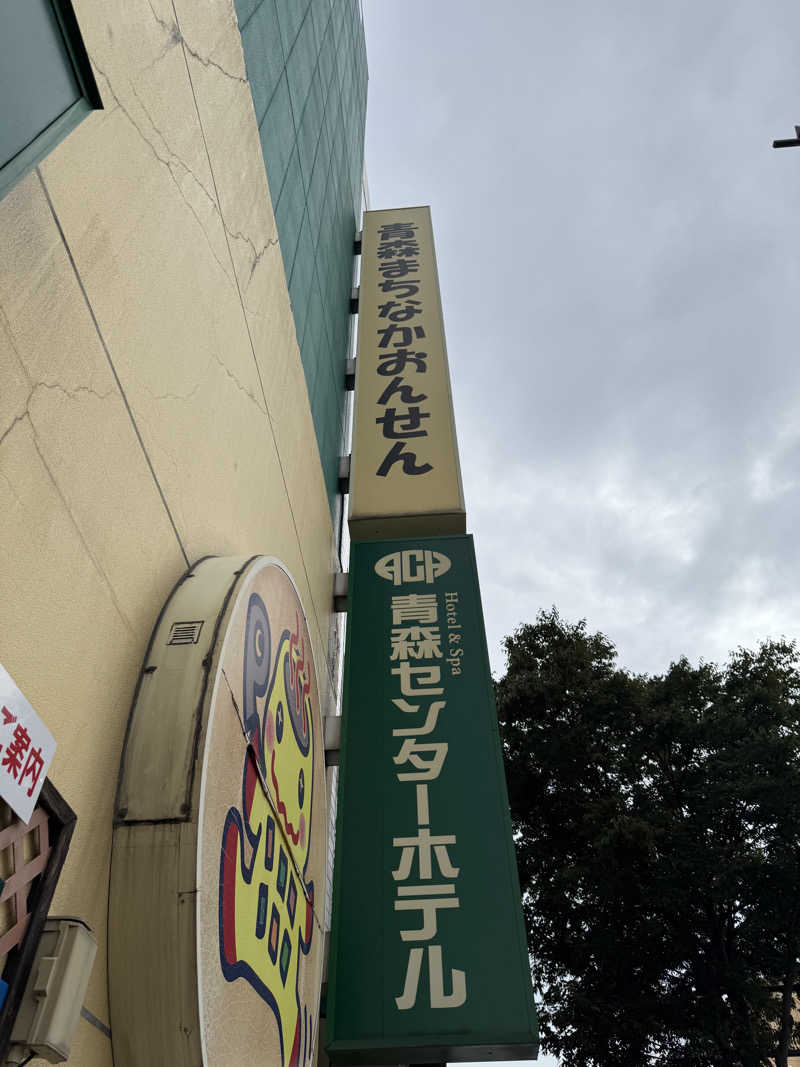 青森まちなかおんせん
ACH
Hotel & Spa
青森センターホテル
案内